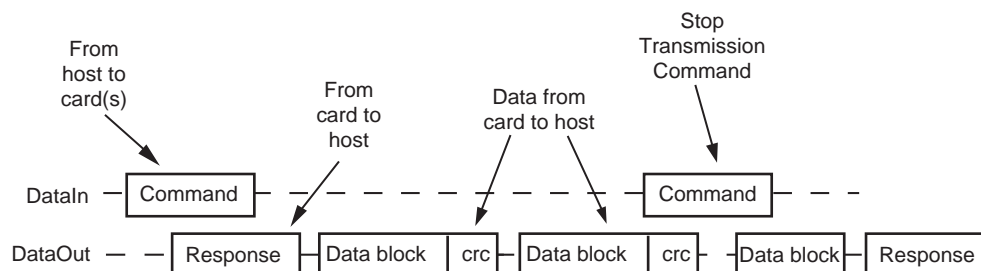 From
host to
card(s)
From
card to
host
Data from
card to host
Stop
Transmission
Command
DataIn Command Command
DataOut Response Data block crc Data block crc Data block Response